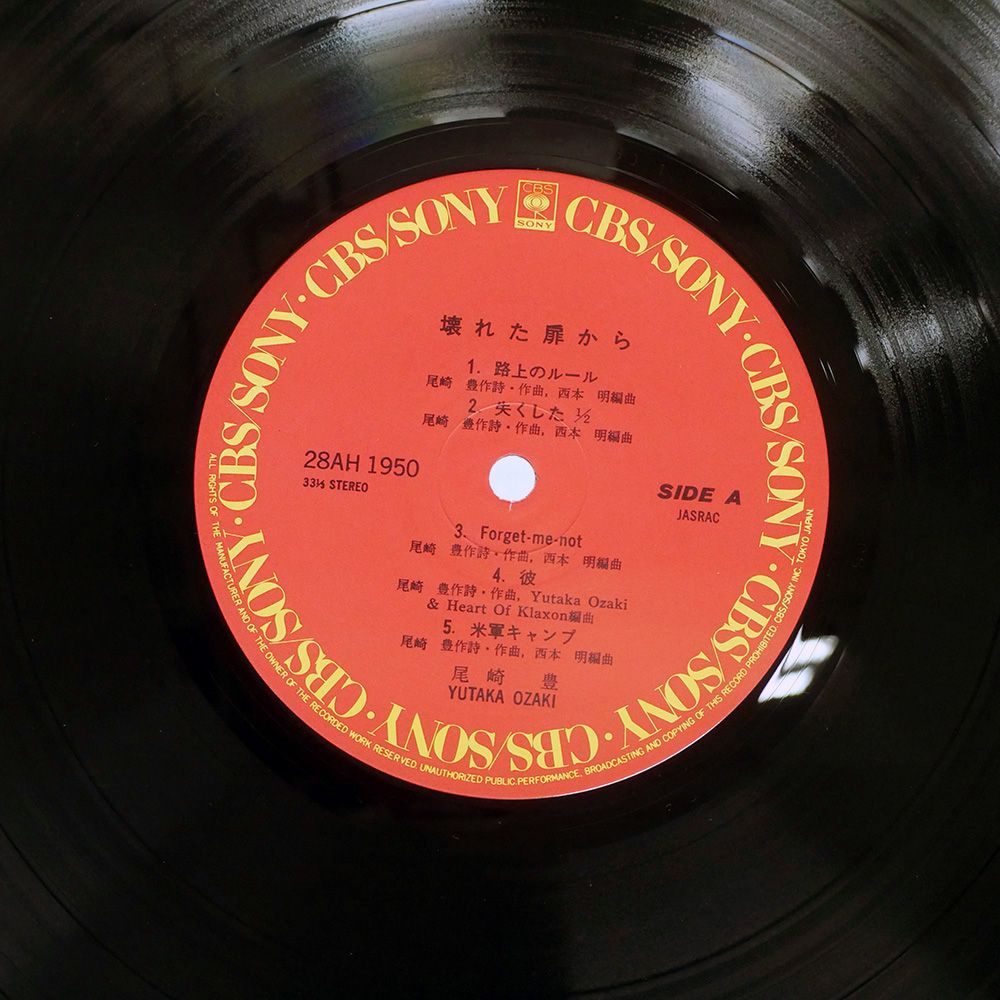 CBS/SONY · CBS/SONY · CBS/SONY · CBS/SONY · CBS/SONY · CBS/SONY · CBS/SONY · CBS/SONY · CBS/SONY · CBS/SONY
CBS
SONY
壊れた扉から
1. 路上のルール
尾崎 豊作詩・作曲, 西本 明編曲
2. 失くした 1/2
尾崎 豊作詩・作曲, 西本 明編曲
28AH 1950
33⅓ STEREO
SIDE A
JASRAC
3. Forget-me-not
尾崎 豊作詩・作曲, 西本 明編曲
4. 彼
尾崎 豊作詩・作曲, Yutaka Ozaki
& Heart Of Klaxon編曲
5. 米軍キャンプ
尾崎 豊作詩・作曲, 西本 明編曲
尾崎 豊
YUTAKA OZAKI
ALL RIGHTS OF THE MANUFACTURER AND OF THE OWNER OF THE RECORDED WORK RESERVED. UNAUTHORIZED PUBLIC PERFORMANCE, BROADCASTING AND COPYING OF THIS RECORD PROHIBITED. CBS/SONY INC. TOKYO JAPAN.